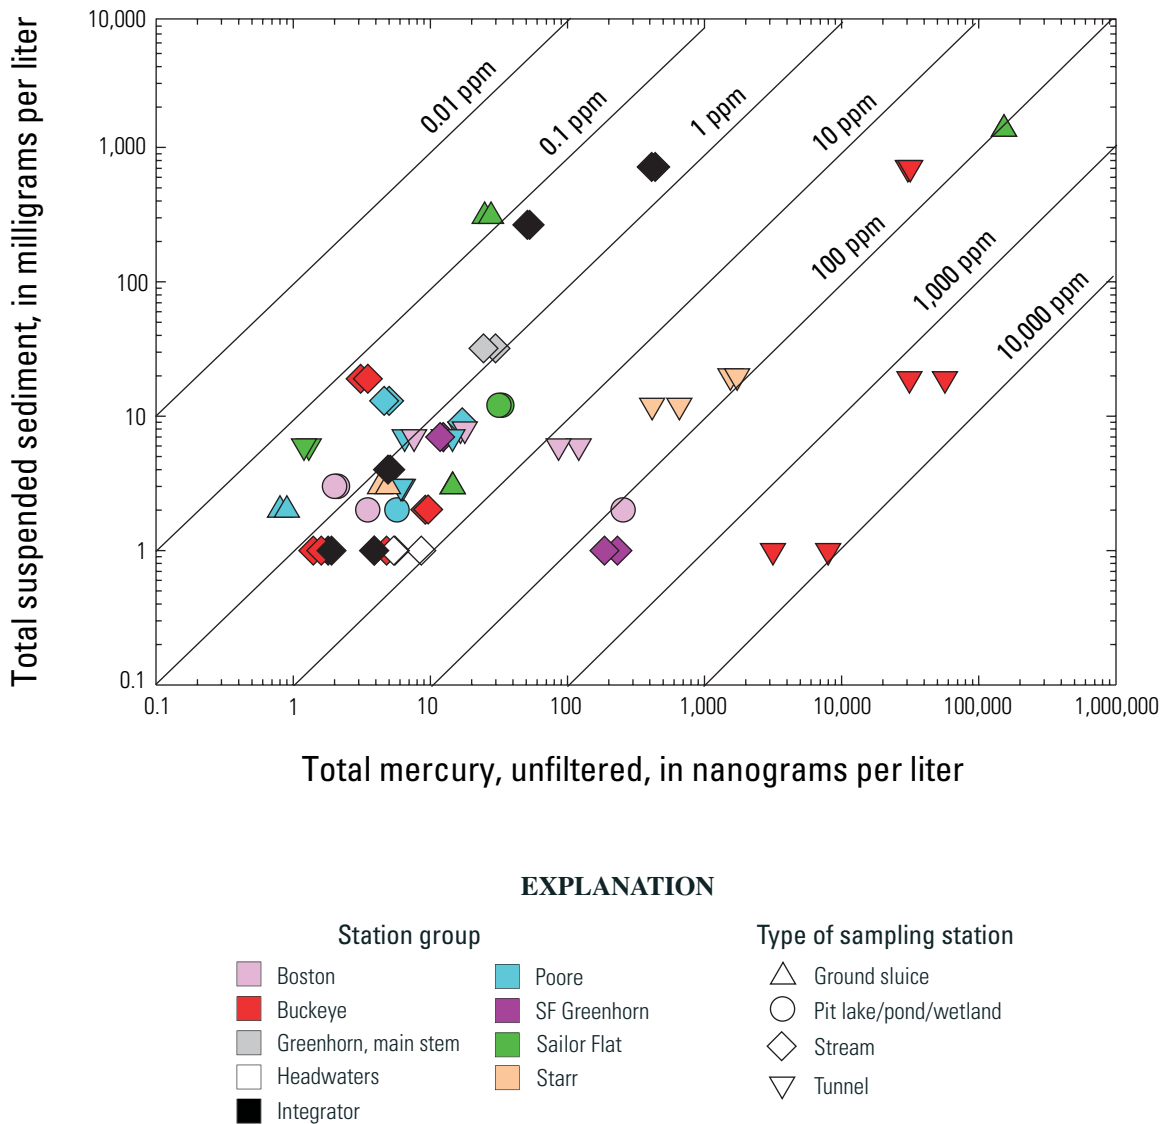 Total suspended sediment, in milligrams per liter
10,000
1,000
100
10
1
0.1
0.01 ppm
0.1 ppm
1 ppm
10 ppm
100 ppm
1,000 ppm
10,000 ppm
0.1
1
10
100
1,000
10,000
100,000
1,000,000
Total mercury, unfiltered, in nanograms per liter
EXPLANATION
Station group
Boston
Buckeye
Greenhorn, main stem
Headwaters
Integrator
Poore
SF Greenhorn
Sailor Flat
Starr
Type of sampling station
Ground sluice
Pit lake/pond/wetland
Stream
Tunnel